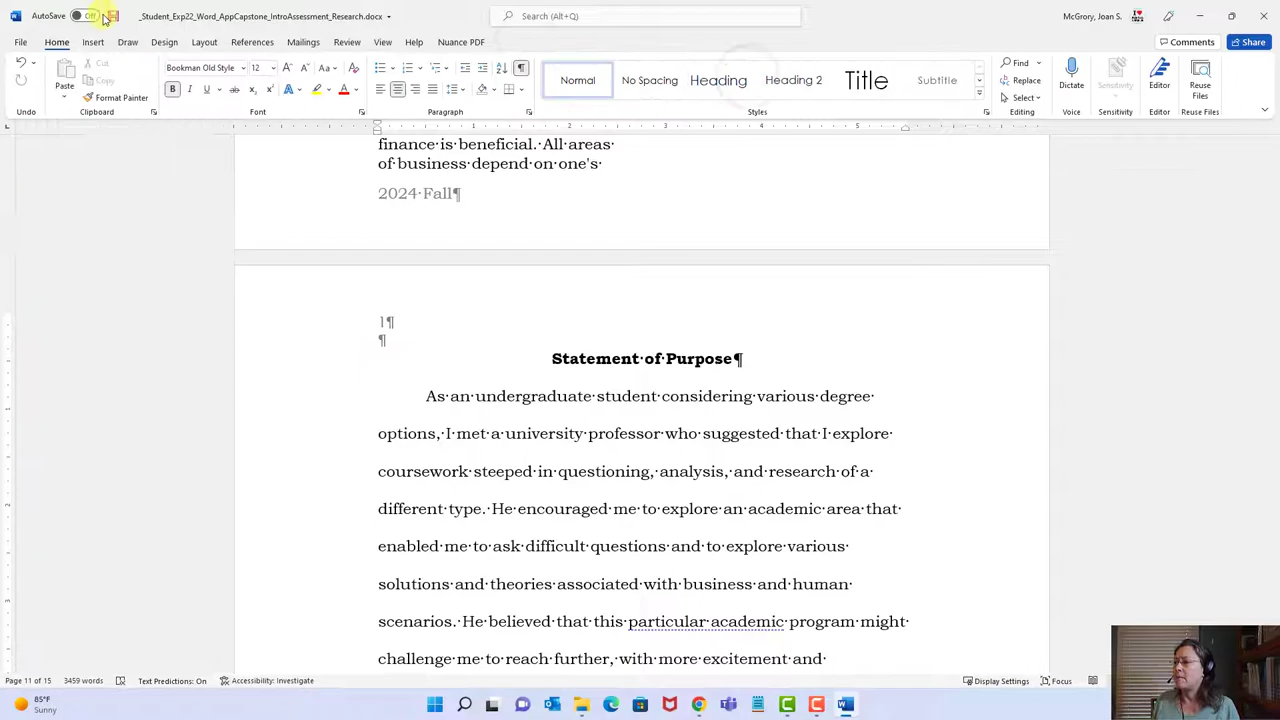 AutoSave Off _Student_Exp22_Word_AppCapstone_IntroAssessment_Research.docx Search (Alt+Q) McGrory, Joan S.
File Home Insert Draw Design Layout References Mailings Review View Help Nuance PDF Comments Share
Paste Cut Copy Format Painter
Bookman Old Style 12
Normal No Spacing Heading Heading 2 Title Subtitle
Find Replace Select
Dictate Sensitivity Editor Reuse Files
Undo Clipboard Font Paragraph Styles Editing Voice Sensitivity Editor Reuse Files
finance·is·beneficial.·All·areas·
of·business·depend·on·one's·
2024·Fall¶
1¶
¶
Statement·of·Purpose¶
As·an·undergraduate·student·considering·various·degree·
options,·I·met·a·university·professor·who·suggested·that·I·explore·
coursework·steeped·in·questioning,·analysis,·and·research·of·a·
different·type.·He·encouraged·me·to·explore·an·academic·area·that·
enabled·me·to·ask·difficult·questions·and·to·explore·various·
solutions·and·theories·associated·with·business·and·human·
scenarios.·He·believed·that·this·particular·academic·program·might·
challenge·me·to·reach·further,·with·more·excitement·and·
Page 11 of 15 3459 words Text Predictions: On Accessibility: Investigate Display Settings Focus
85°F
Sunny